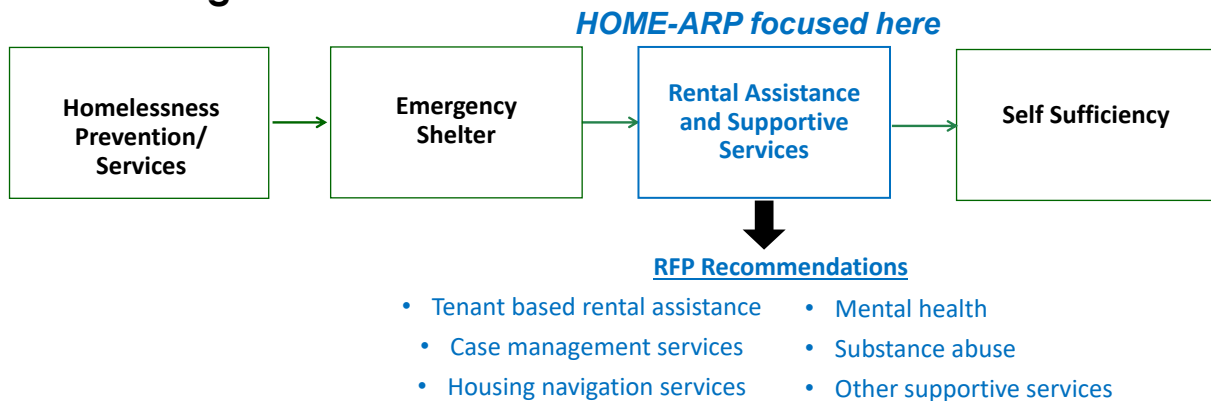 HOME-ARP focused here
Homelessness
Prevention/
Services
Emergency
Shelter
Rental Assistance
and Supportive
Services
Self Sufficiency
RFP Recommendations
• Tenant based rental assistance
• Case management services
• Housing navigation services
• Mental health
• Substance abuse
• Other supportive services